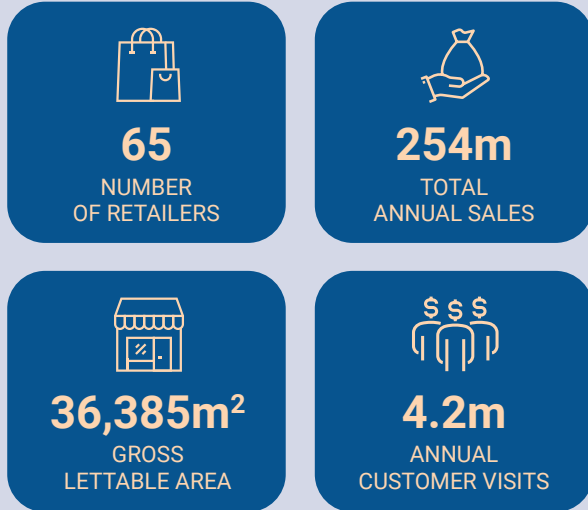 65
NUMBER
OF RETAILERS
254m
TOTAL
ANNUAL SALES
36,385m²
GROSS
LETTABLE AREA
$ $ $
4.2m
ANNUAL
CUSTOMER VISITS